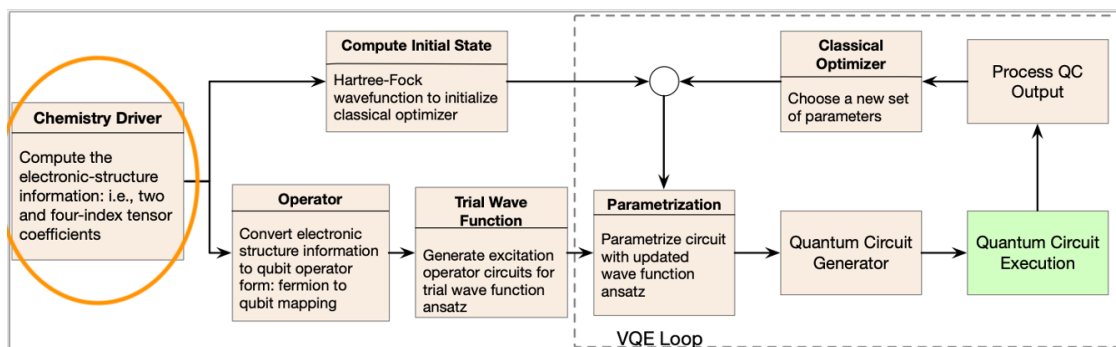 Chemistry Driver
Compute the
electronic-structure
information: i.e., two
and four-index tensor
coefficients
Compute Initial State
Hartree-Fock
wavefunction to initialize
classical optimizer
Operator
Convert electronic
structure information
to qubit operator
form: fermion to
qubit mapping
Trial Wave
Function
Generate excitation
operator circuits for
trial wave function
ansatz
Classical
Optimizer
Choose a new set
of parameters
Process QC
Output
Parametrization
Parametrize circuit
with updated
wave function
ansatz
Quantum Circuit
Generator
Quantum Circuit
Execution
VQE Loop